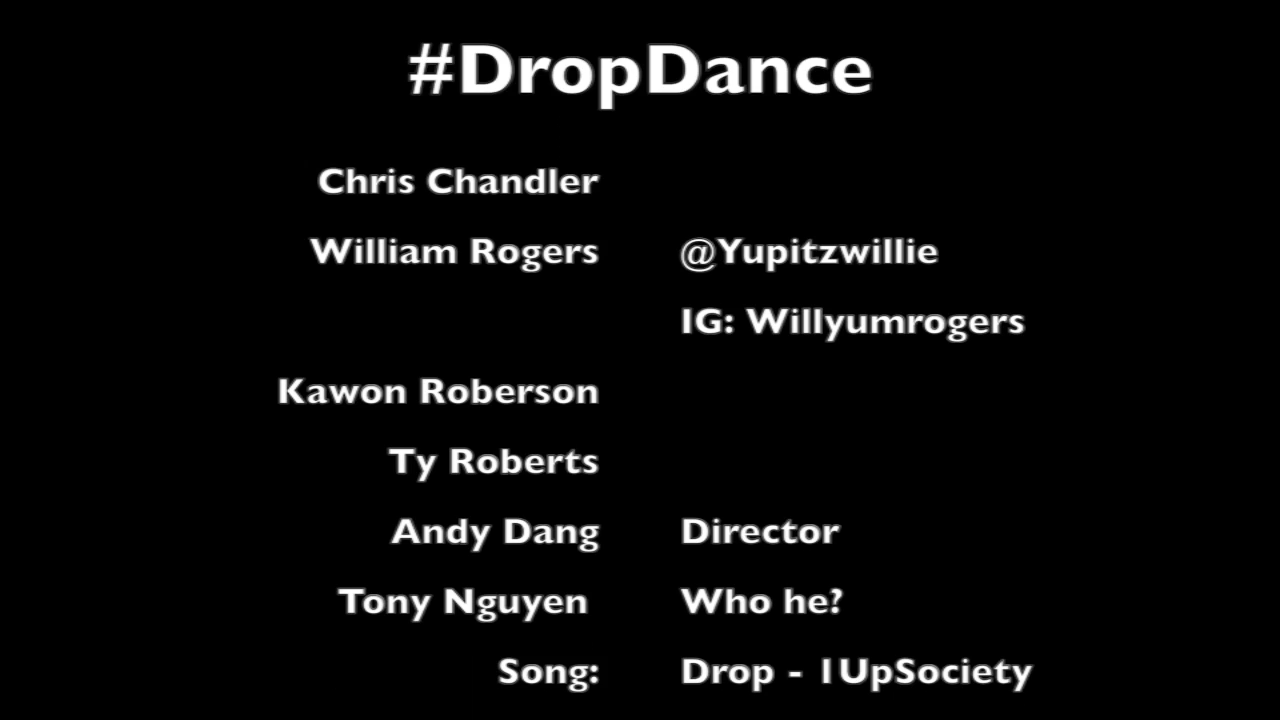 #DropDance
Chris Chandler
William Rogers @Yupitzwillie
IG: Willyumrogers
Kawon Roberson
Ty Roberts
Andy Dang Director
Tony Nguyen Who he?
Song: Drop - 1UpSociety